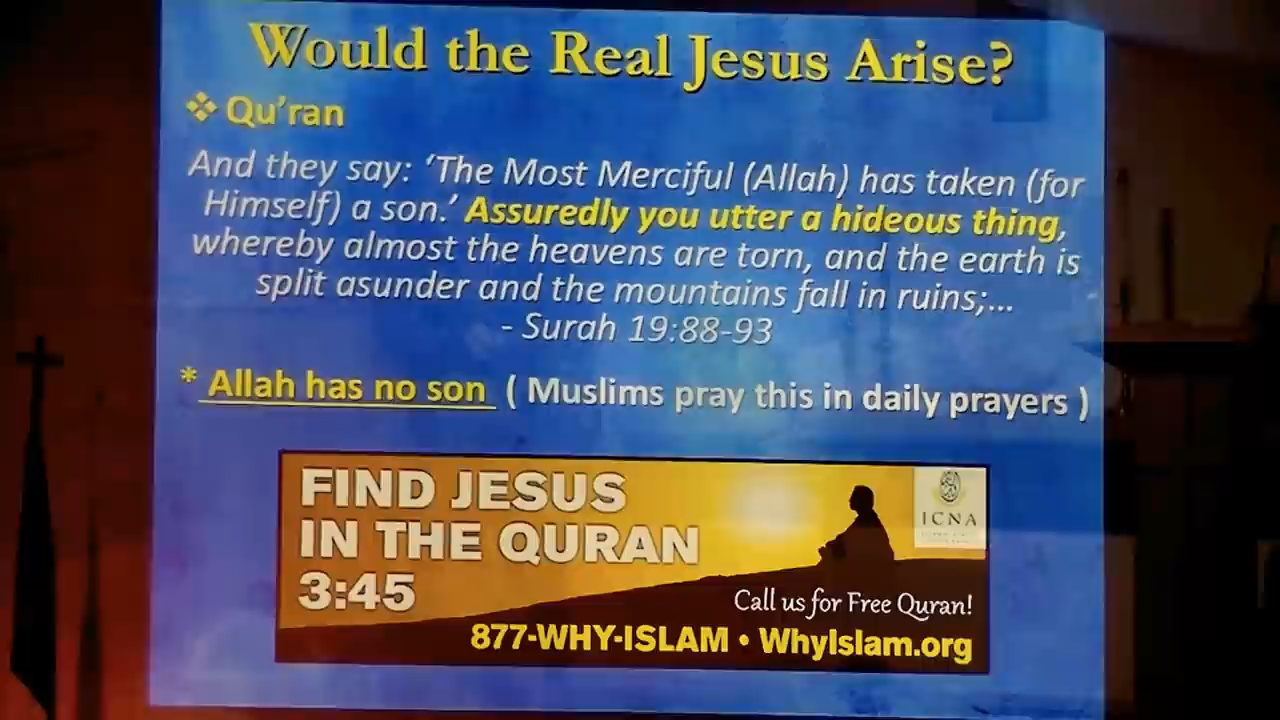 Would the Real Jesus Arise?
❖ Qu'ran
And they say: 'The Most Merciful (Allah) has taken (for
Himself) a son.' Assuredly you utter a hideous thing,
whereby almost the heavens are torn, and the earth is
split asunder and the mountains fall in ruins;...
- Surah 19:88-93
* Allah has no son ( Muslims pray this in daily prayers )
FIND JESUS
IN THE QURAN
3:45
ICNA
Call us for Free Quran!
877-WHY-ISLAM • WhyIslam.org